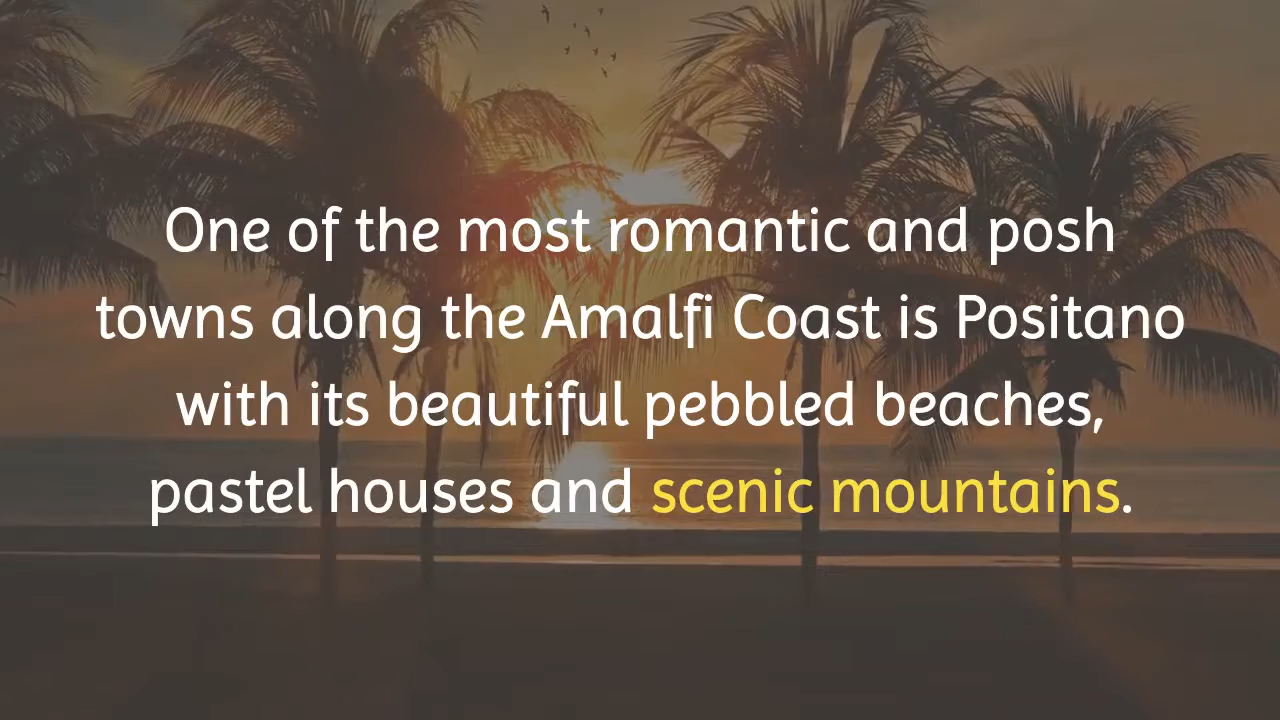 One of the most romantic and posh
towns along the Amalfi Coast is Positano
with its beautiful pebbled beaches,
pastel houses and scenic mountains.